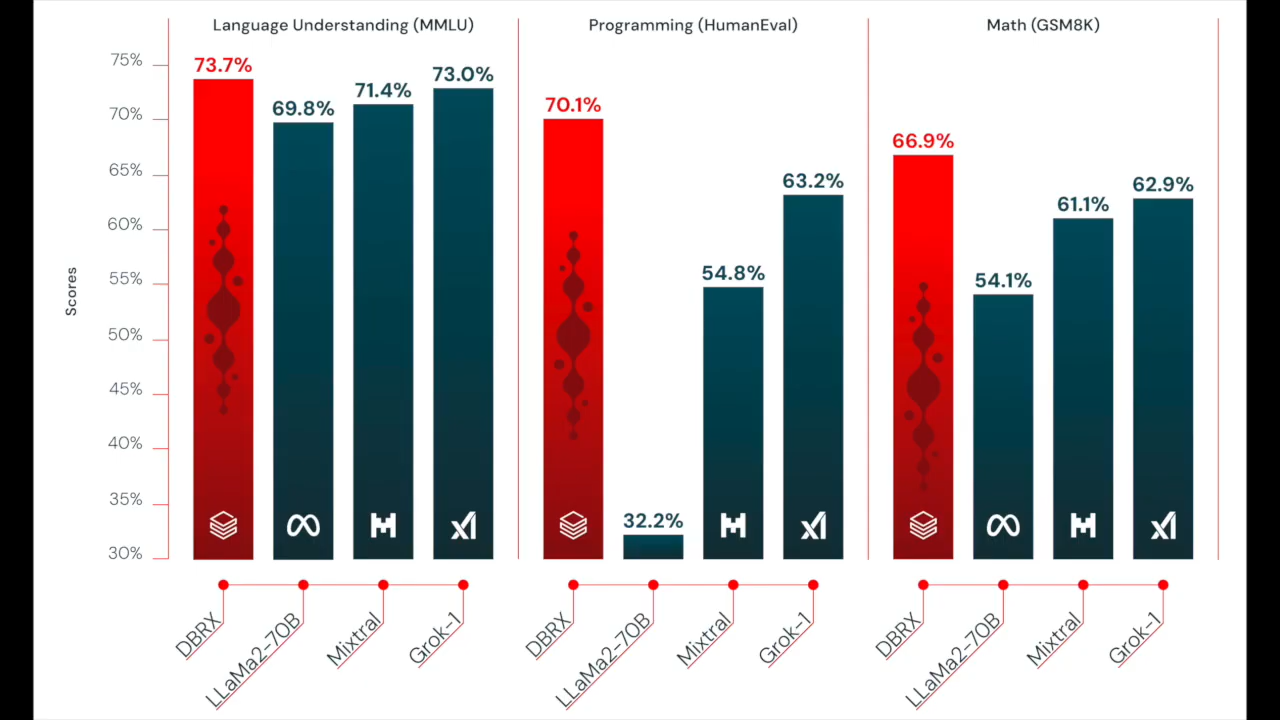 Language Understanding (MMLU)
Programming (HumanEval)
Math (GSM8K)
Scores
75%
70%
65%
60%
55%
50%
45%
40%
35%
30%
73.7%
69.8%
71.4%
73.0%
70.1%
32.2%
54.8%
63.2%
66.9%
54.1%
61.1%
62.9%
DBRX
LLaMa2-70B
Mixtral
Grok-1
DBRX
LLaMa2-70B
Mixtral
Grok-1
DBRX
LLaMa2-70B
Mixtral
Grok-1